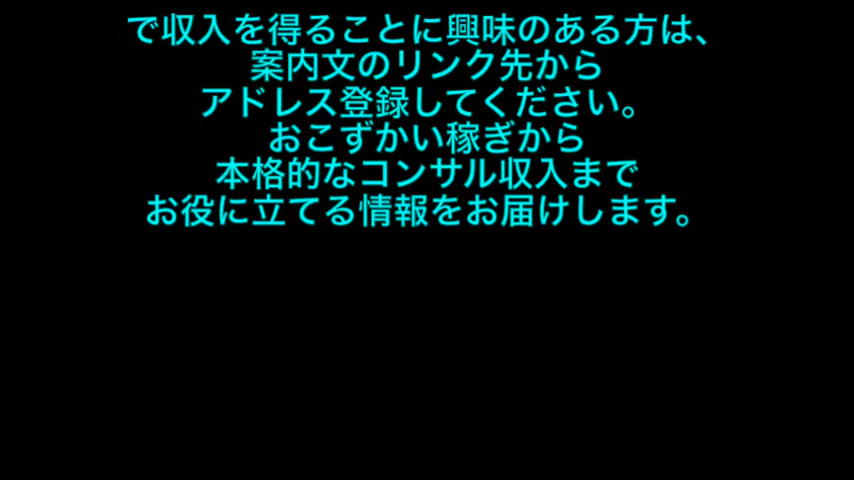 で収入を得ることに興味のある方は、
案内文のリンク先から
アドレス登録してください。
おこずかい稼ぎから
本格的なコンサル収入まで
お役に立てる情報をお届けします。